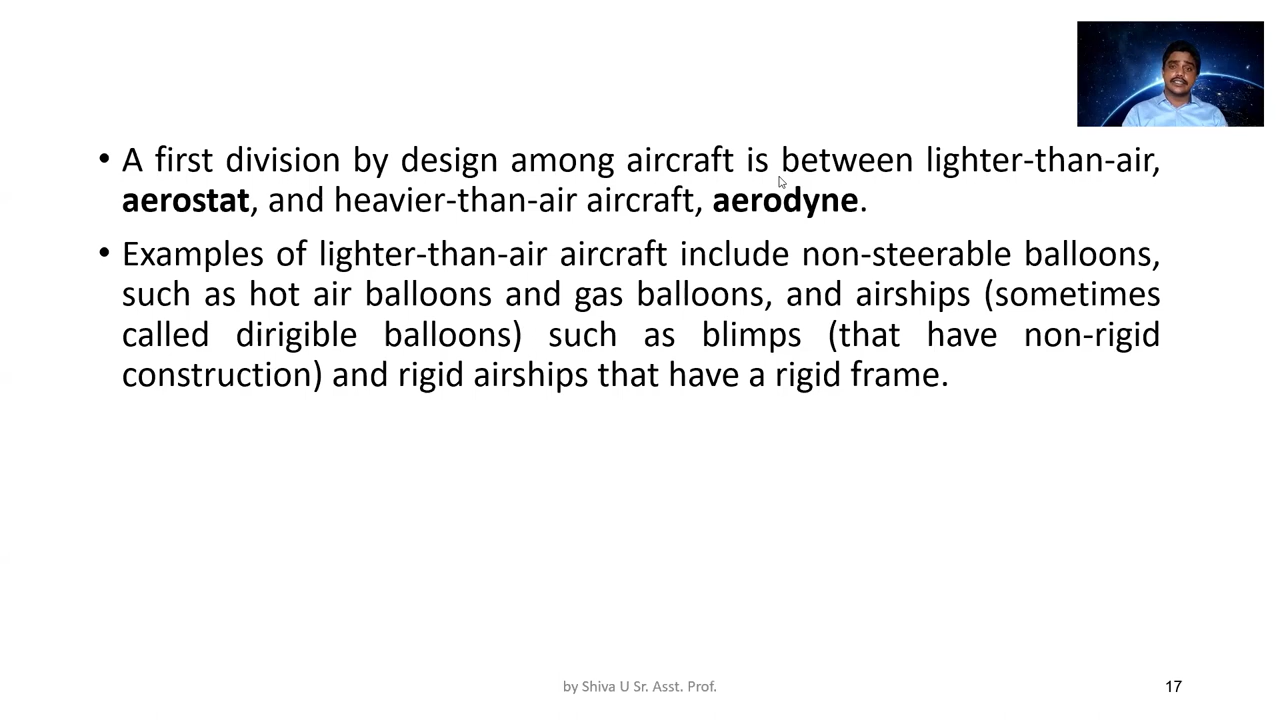 • A first division by design among aircraft is between lighter-than-air,
aerostat, and heavier-than-air aircraft, aerodyne.
• Examples of lighter-than-air aircraft include non-steerable balloons,
such as hot air balloons and gas balloons, and airships (sometimes
called dirigible balloons) such as blimps (that have non-rigid
construction) and rigid airships that have a rigid frame.
by Shiva U Sr. Asst. Prof.
17